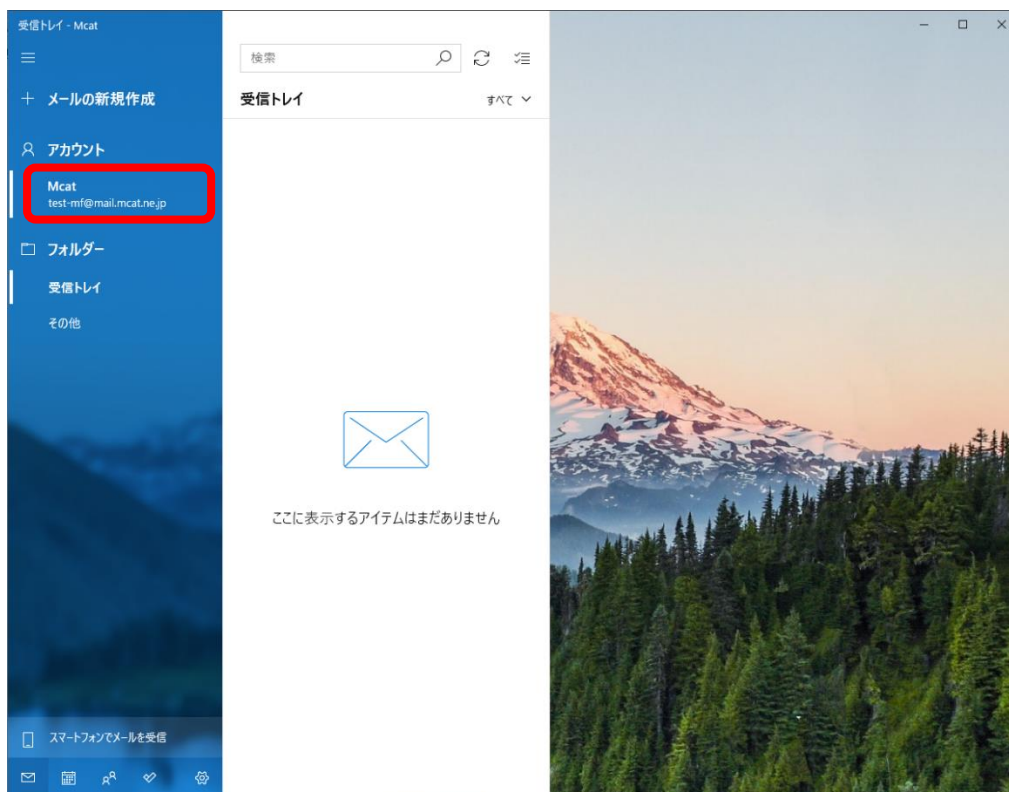 受信トレイ - Mcat
検索
メールの新規作成
受信トレイ
すべて
アカウント
Mcat
test-mf@mail.mcat.ne.jp
フォルダー
受信トレイ
その他
ここに表示するアイテムはまだありません
スマートフォンでメールを受信